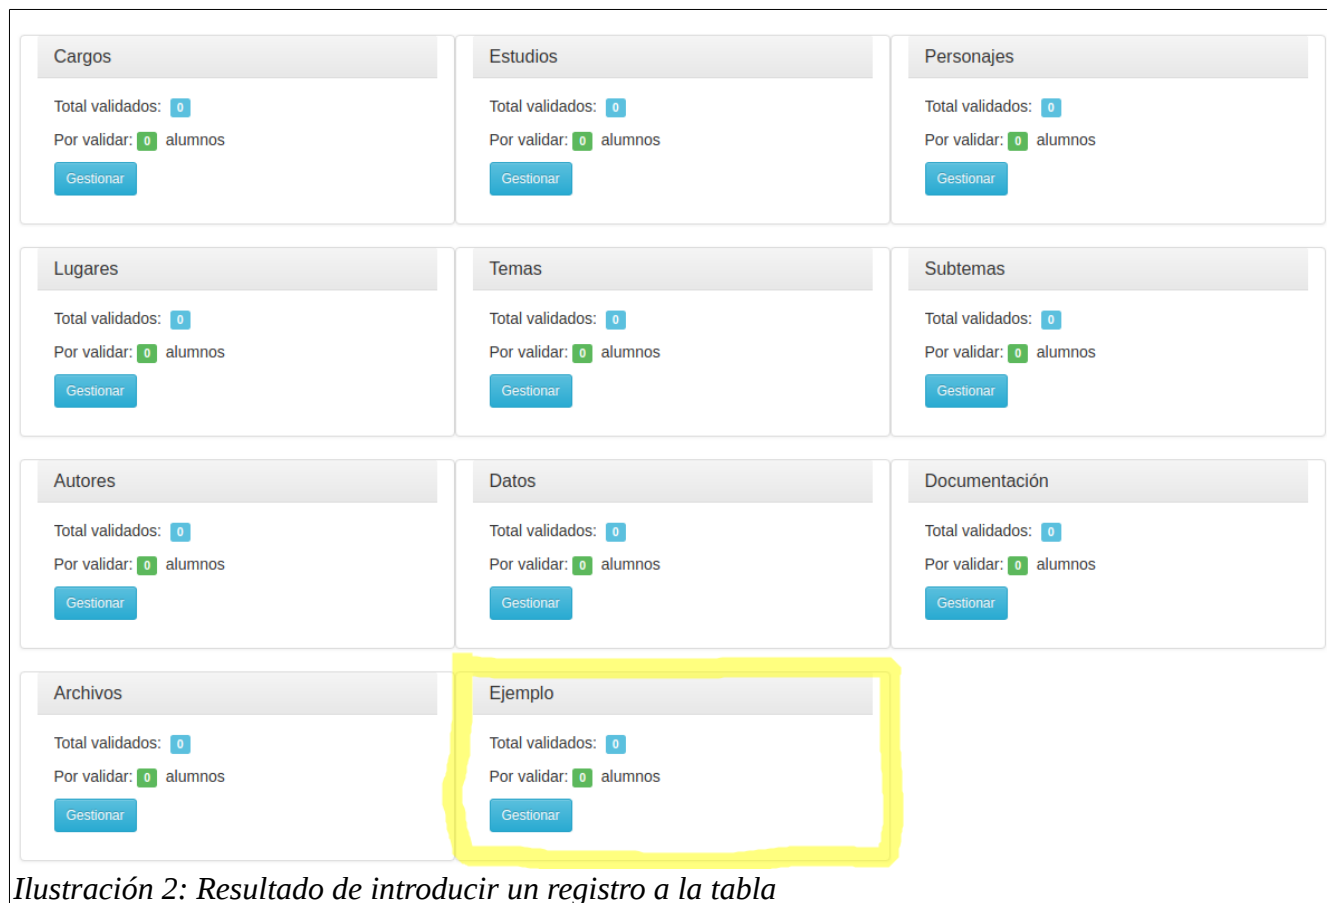 Cargos
Total validados: 0
Por validar: 0 alumnos
Gestionar
Estudios
Total validados: 0
Por validar: 0 alumnos
Gestionar
Personajes
Total validados: 0
Por validar: 0 alumnos
Gestionar
Lugares
Total validados: 0
Por validar: 0 alumnos
Gestionar
Temas
Total validados: 0
Por validar: 0 alumnos
Gestionar
Subtemas
Total validados: 0
Por validar: 0 alumnos
Gestionar
Autores
Total validados: 0
Por validar: 0 alumnos
Gestionar
Datos
Total validados: 0
Por validar: 0 alumnos
Gestionar
Documentación
Total validados: 0
Por validar: 0 alumnos
Gestionar
Archivos
Total validados: 0
Por validar: 0 alumnos
Gestionar
Ejemplo
Total validados: 0
Por validar: 0 alumnos
Gestionar
Ilustración 2: Resultado de introducir un registro a la tabla